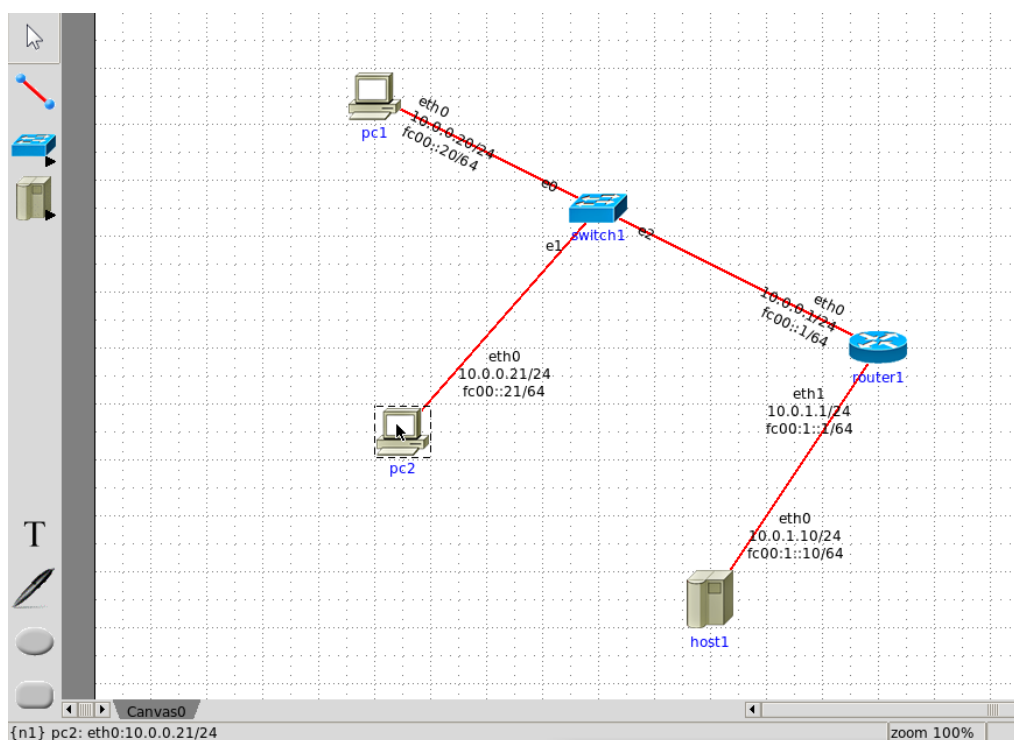 eth0
10.0.0.20/24
fc00::20/64
pc1
e0
switch1
e1
e2
eth0
10.0.0.1/24
fc00::1/64
router1
eth0
10.0.0.21/24
fc00::21/64
pc2
eth1
10.0.1.1/24
fc00:1::1/64
eth0
10.0.1.10/24
fc00:1::10/64
host1
T
Canvas0
{n1} pc2: eth0:10.0.0.21/24
zoom 100%